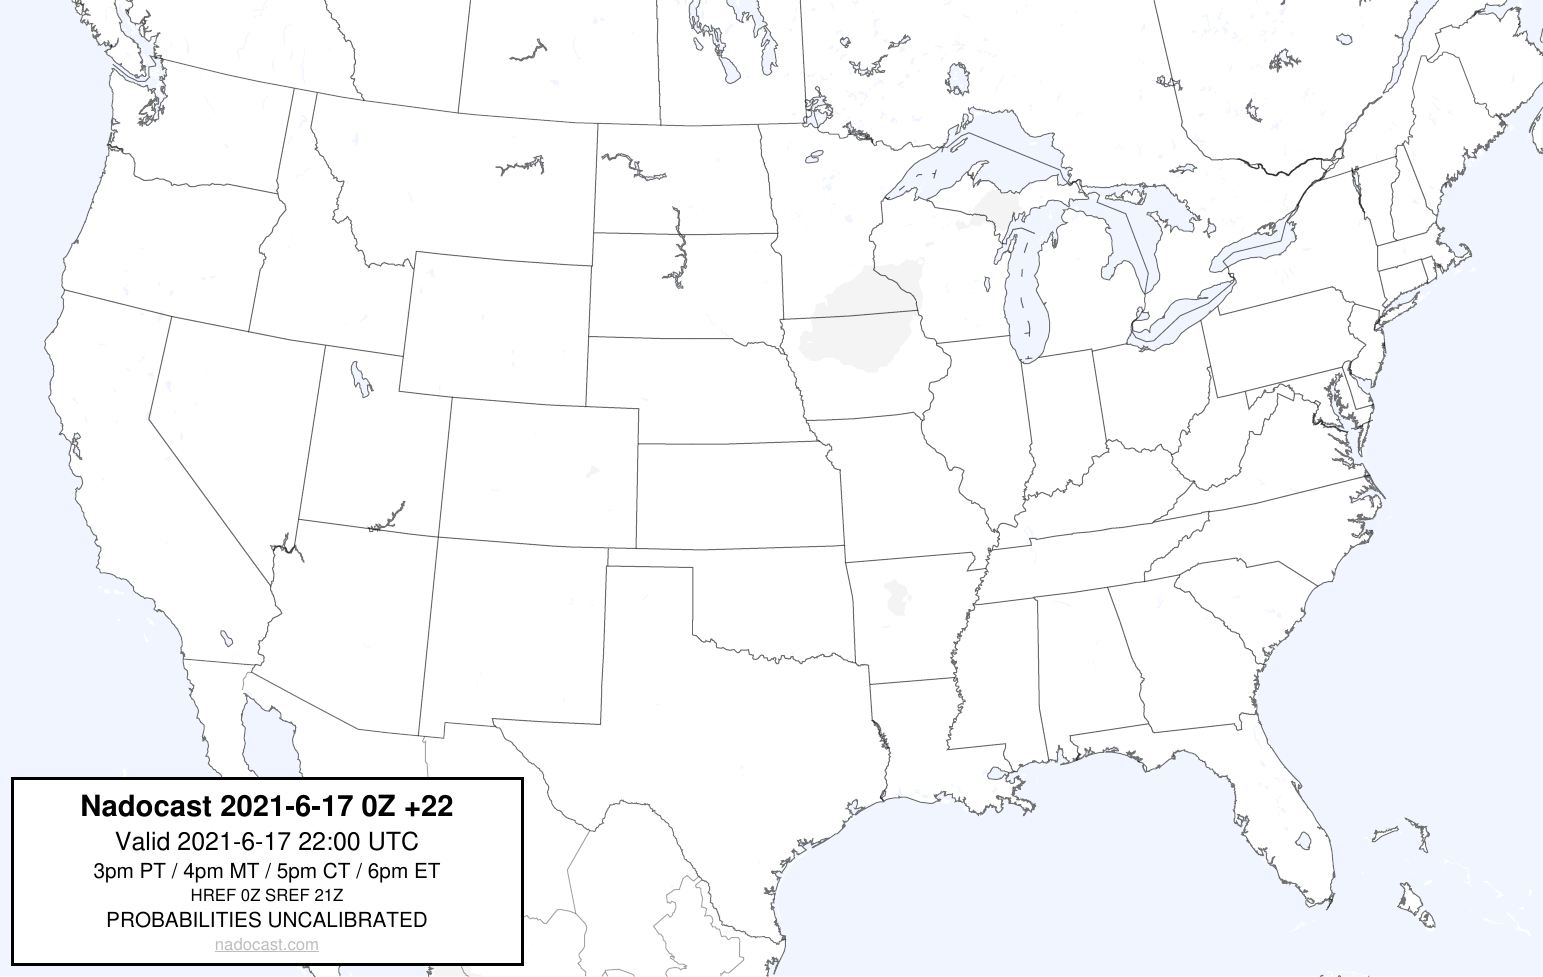 Nadocast 2021-6-17 0Z +22
Valid 2021-6-17 22:00 UTC
3pm PT / 4pm MT / 5pm CT / 6pm ET
HREF 0Z SREF 21Z
PROBABILITIES UNCALIBRATED
nadocast.com